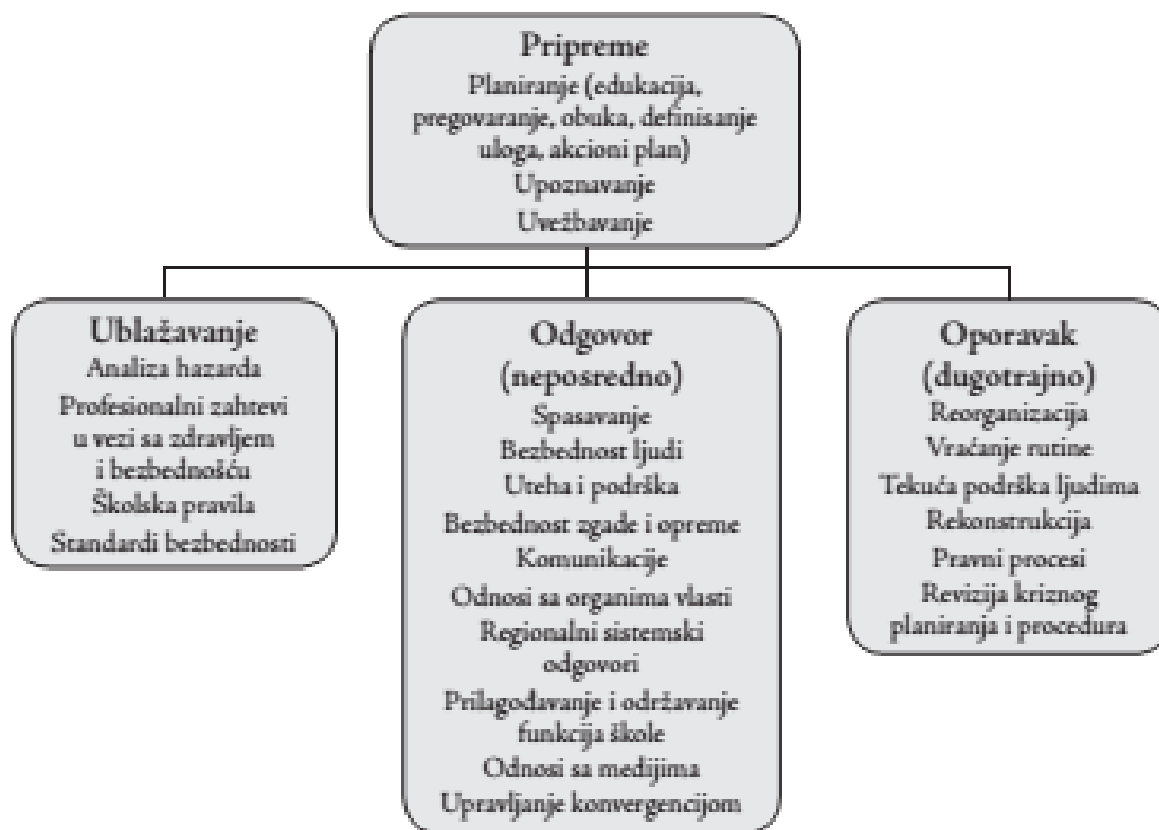 Pripreme
Planiranje (edukacija,
pregovaranje, obuka, definisanje
uloga, akcioni plan)
Upoznavanje
Uvežbavanje
Ublažavanje
Analiza hazarda
Profesionalni zahtevi
u vezi sa zdravljem
i bezbednošću
Školska pravila
Standardi bezbednosti
Odgovor
(neposredno)
Spasavanje
Bezbednost ljudi
Uteha i podrška
Bezbednost zgade i opreme
Komunikacije
Odnosi sa organima vlasti
Regionalni sistemski
odgovori
Prilagođavanje i održavanje
funkcija škole
Odnosi sa medijima
Upravljanje konvergencijom
Oporavak
(dugotrajno)
Reorganizacija
Vraćanje rutine
Tekuća podrška ljudima
Rekonstrukcija
Pravni procesi
Revizija kriznog
planiranja i procedura